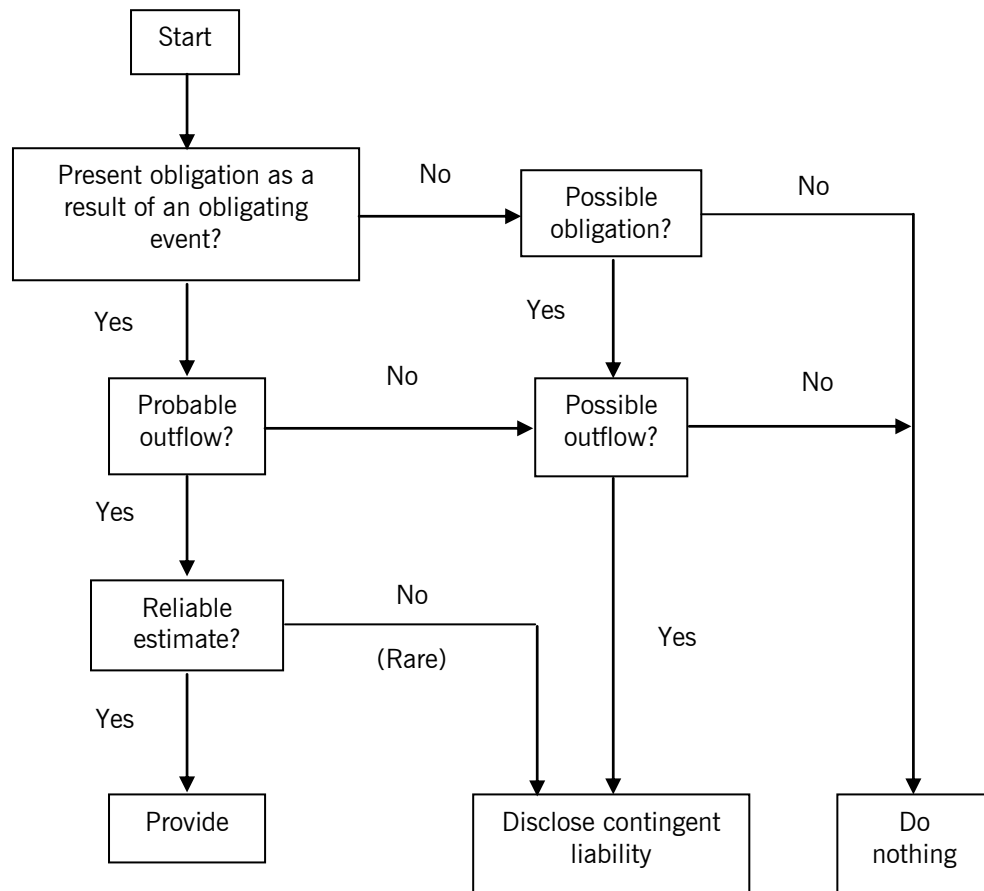 Start
Present obligation as a
result of an obligating
event?
No
Possible
obligation?
No
Yes
Yes
Probable
outflow?
No
Possible
outflow?
No
Yes
Reliable
estimate?
No
(Rare)
Yes
Yes
Provide
Disclose contingent
liability
Do
nothing